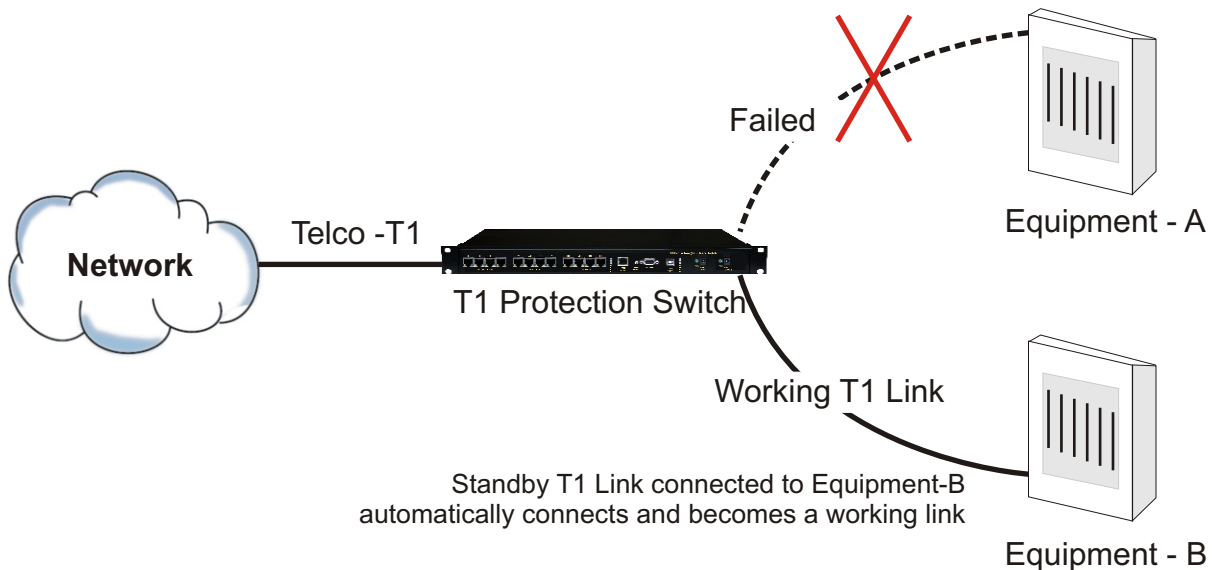 Failed
Equipment - A
Telco -T1
Network
T1 Protection Switch
Working T1 Link
Standby T1 Link connected to Equipment-B
automatically connects and becomes a working link
Equipment - B